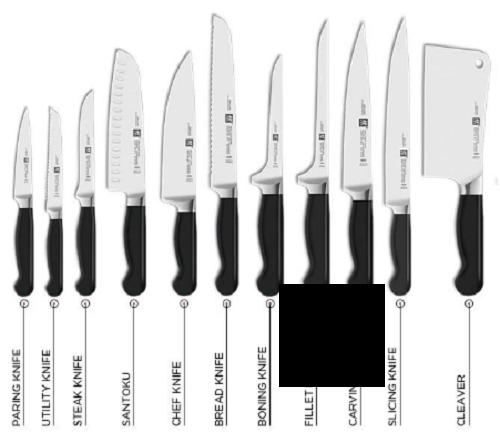 PARING KNIFE
UTILITY KNIFE
STEAK KNIFE
SANTOKU
CHEF KNIFE
BREAD KNIFE
BONING KNIFE
FILLET
CARVIN
SLICING KNIFE
CLEAVER